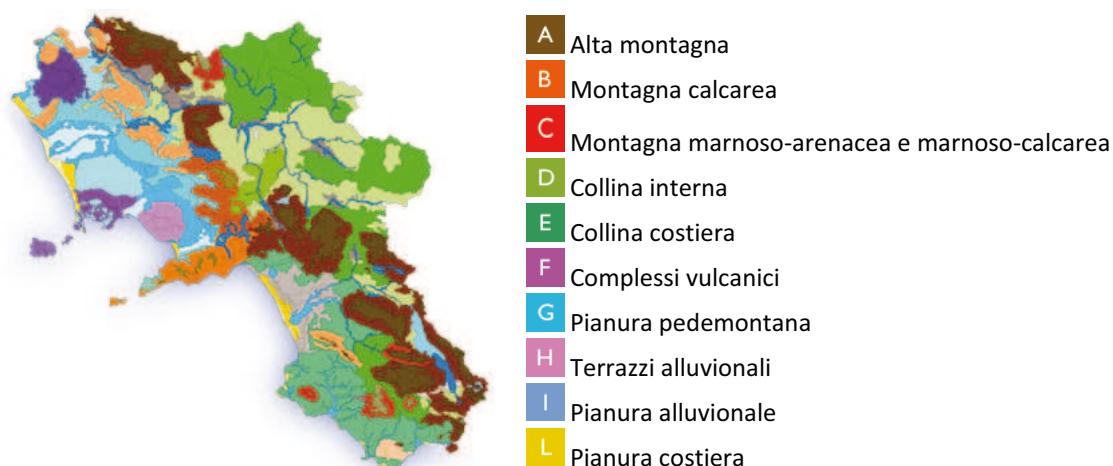 A Alta montagna
B Montagna calcarea
C Montagna marnoso-arenacea e marnoso-calcarea
D Collina interna
E Collina costiera
F Complessi vulcanici
G Pianura pedemontana
H Terrazzi alluvionali
I Pianura alluvionale
L Pianura costiera